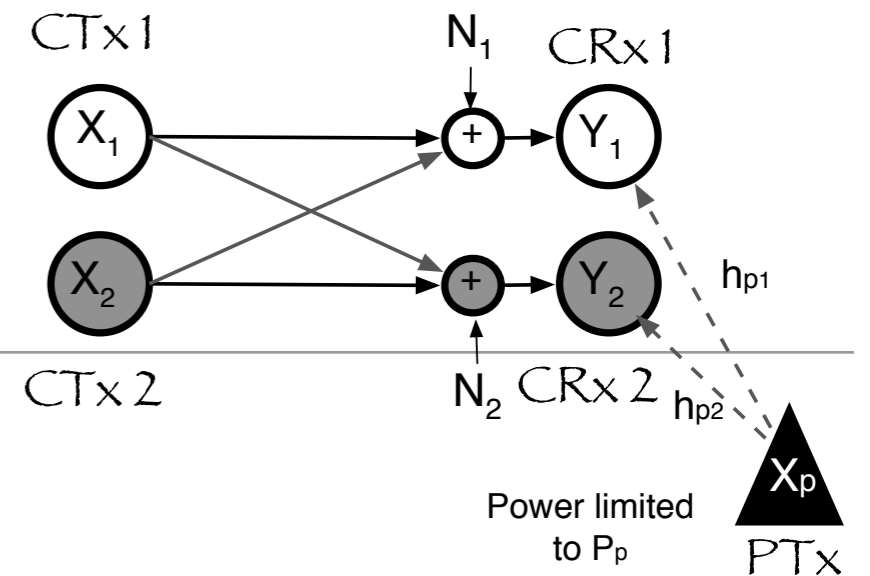 CTx 1
N1
CRx 1
X1
+
Y1
X2
+
Y2
hp1
CTx 2
N2
CRx 2
hp2
Xp
Power limited
to Pp
PTx